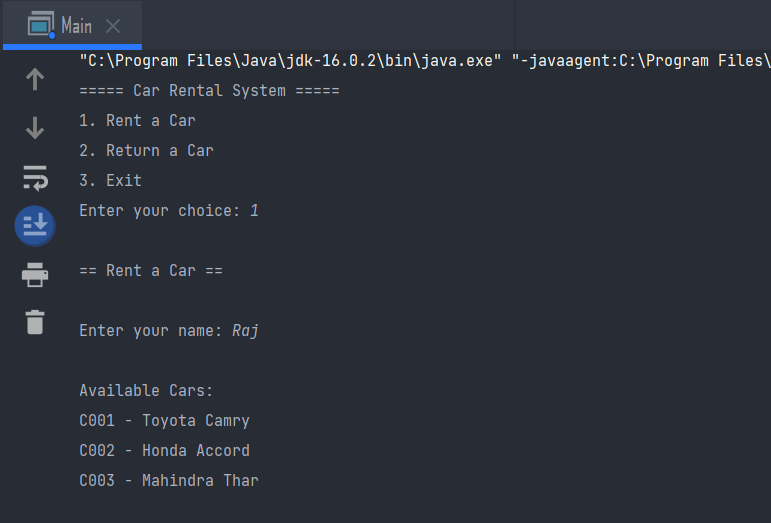 Main
"C:\Program Files\Java\jdk-16.0.2\bin\java.exe" "-javaagent:C:\Program Files\
===== Car Rental System =====
1. Rent a Car
2. Return a Car
3. Exit
Enter your choice: 1
== Rent a Car ==
Enter your name: Raj
Available Cars:
C001 - Toyota Camry
C002 - Honda Accord
C003 - Mahindra Thar